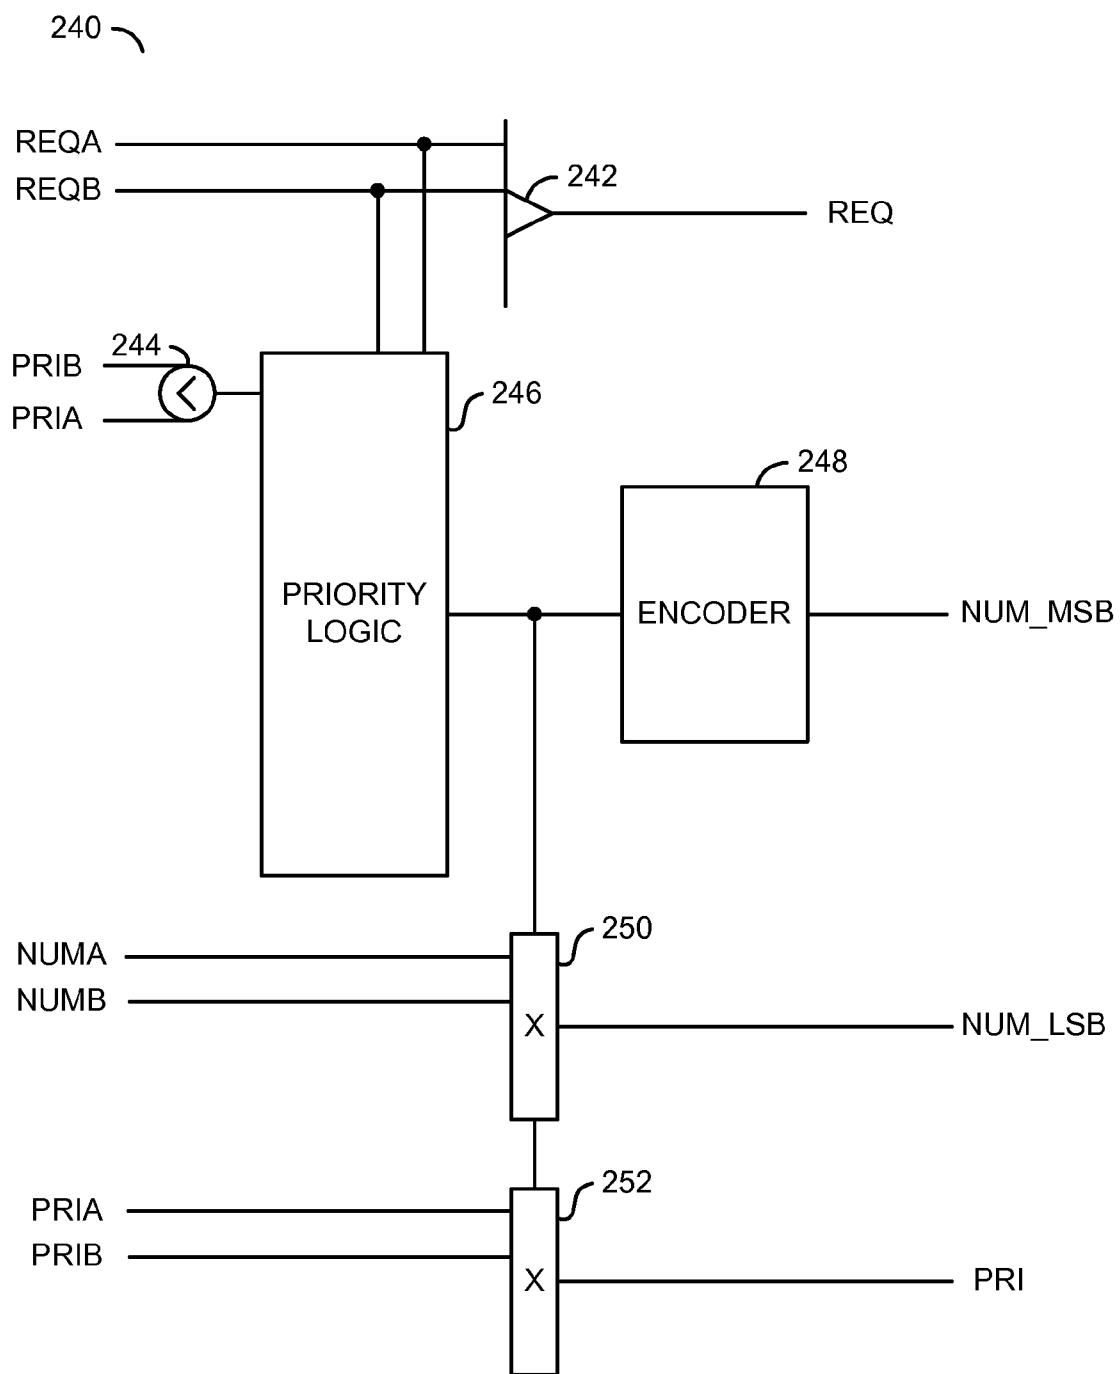 240
REQA
REQB
242
REQ
PRIB
244
PRIA
246
248
PRIORITY
LOGIC
ENCODER
NUM_MSB
NUMA
250
NUMB
X
NUM_LSB
PRIA
252
PRIB
X
PRI